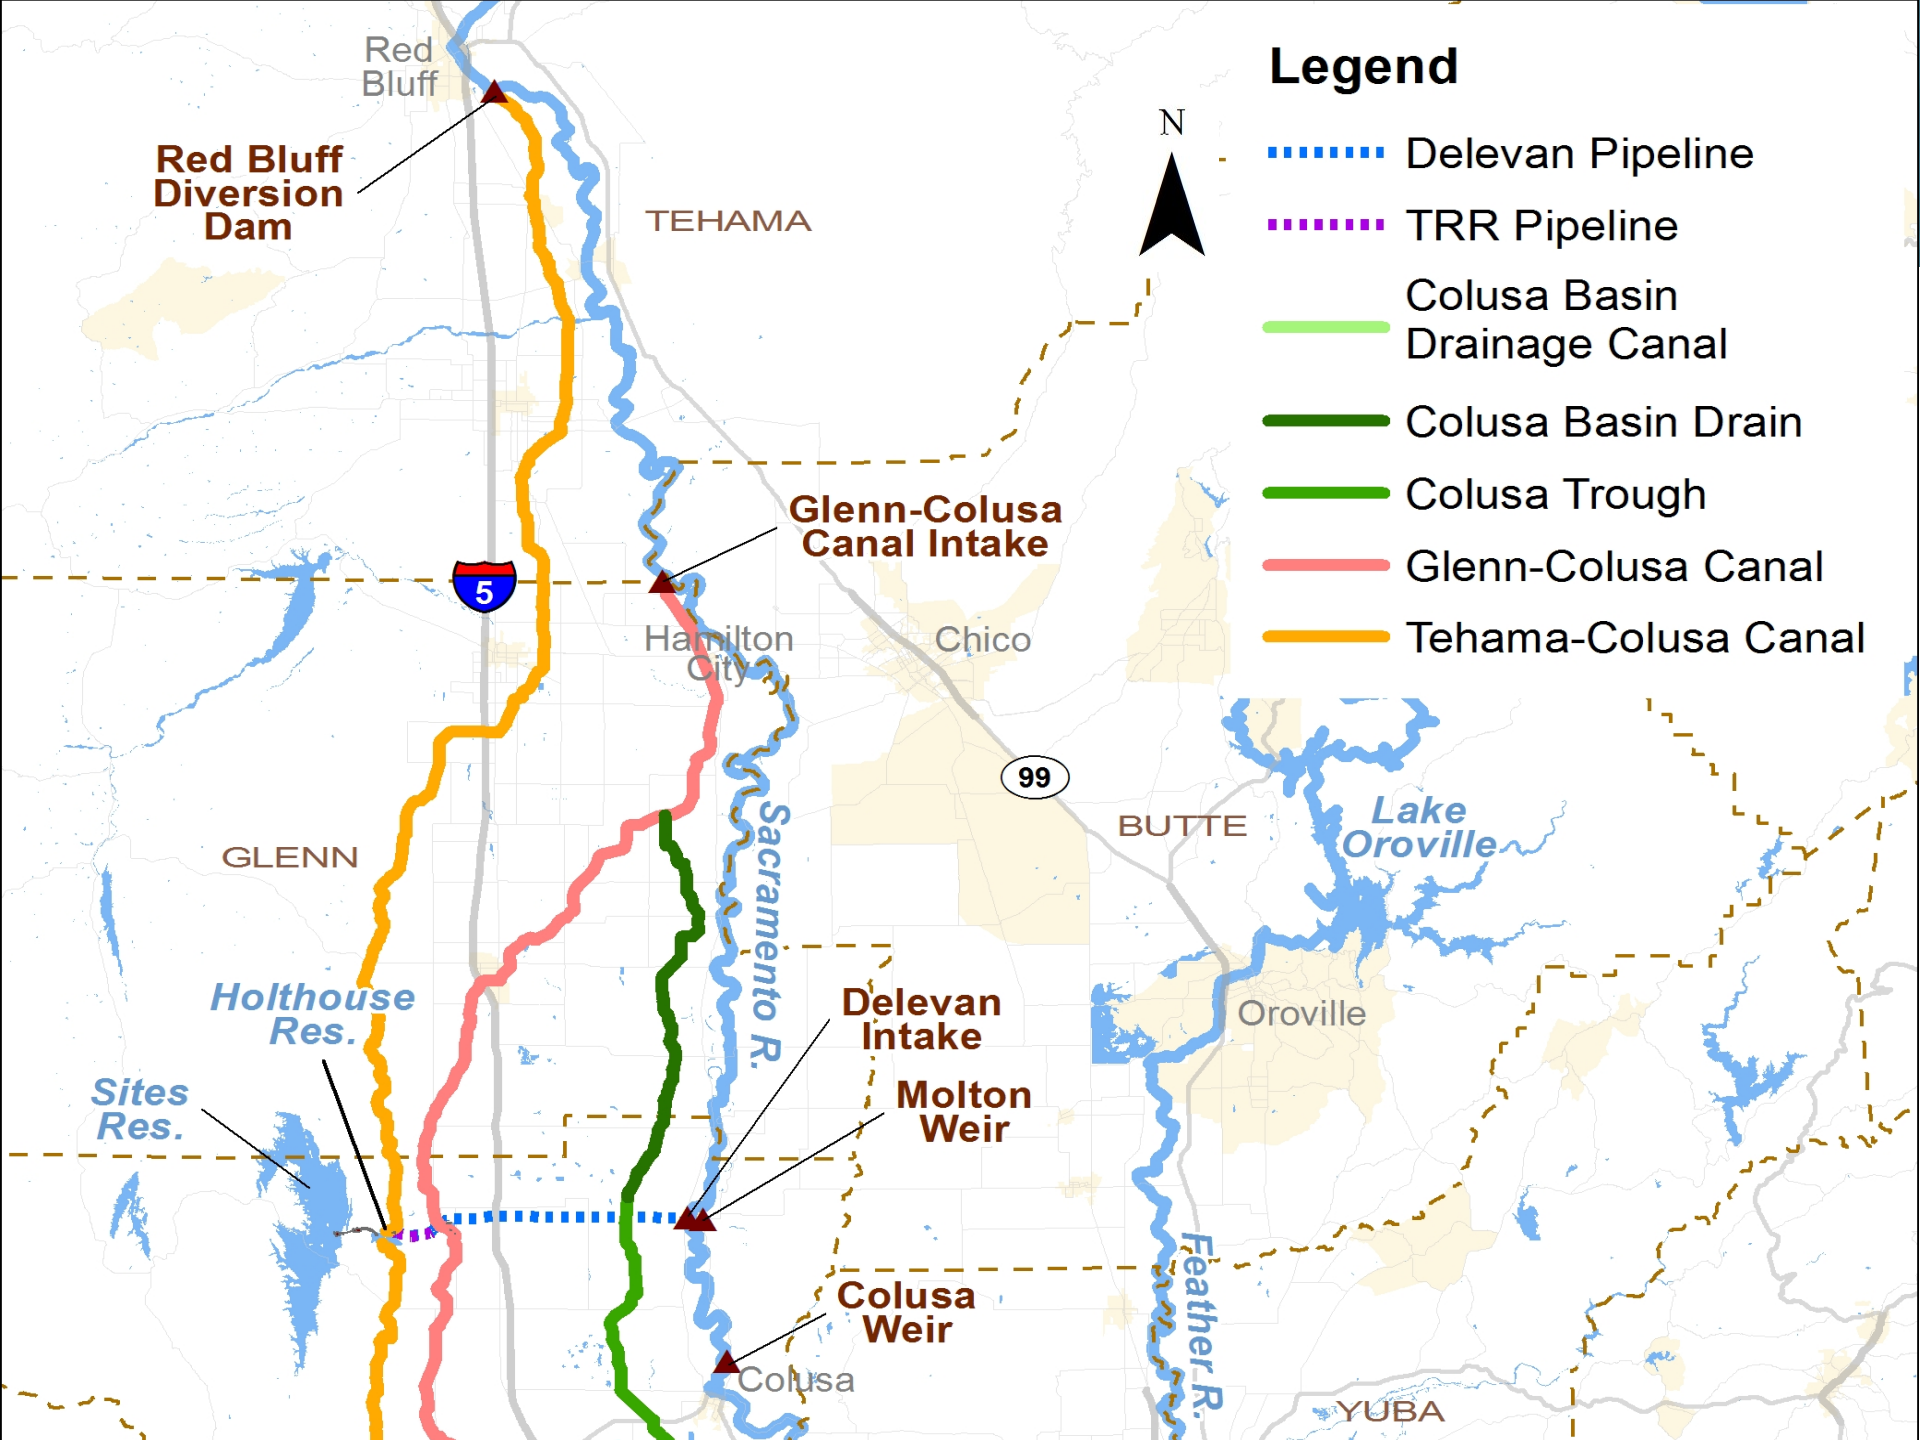 Red
Bluff
Red Bluff
Diversion
Dam
TEHAMA
N
Legend
Delevan Pipeline
TRR Pipeline
Colusa Basin
Drainage Canal
Colusa Basin Drain
Colusa Trough
Glenn-Colusa Canal
Tehama-Colusa Canal
Glenn-Colusa
Canal Intake
5
Hamilton
City
Chico
99
BUTTE
Lake
Oroville
GLENN
Sacramento R.
Holthouse
Res.
Delevan
Intake
Oroville
Sites
Res.
Molton
Weir
Colusa
Weir
Colusa
Feather R.
YUBA